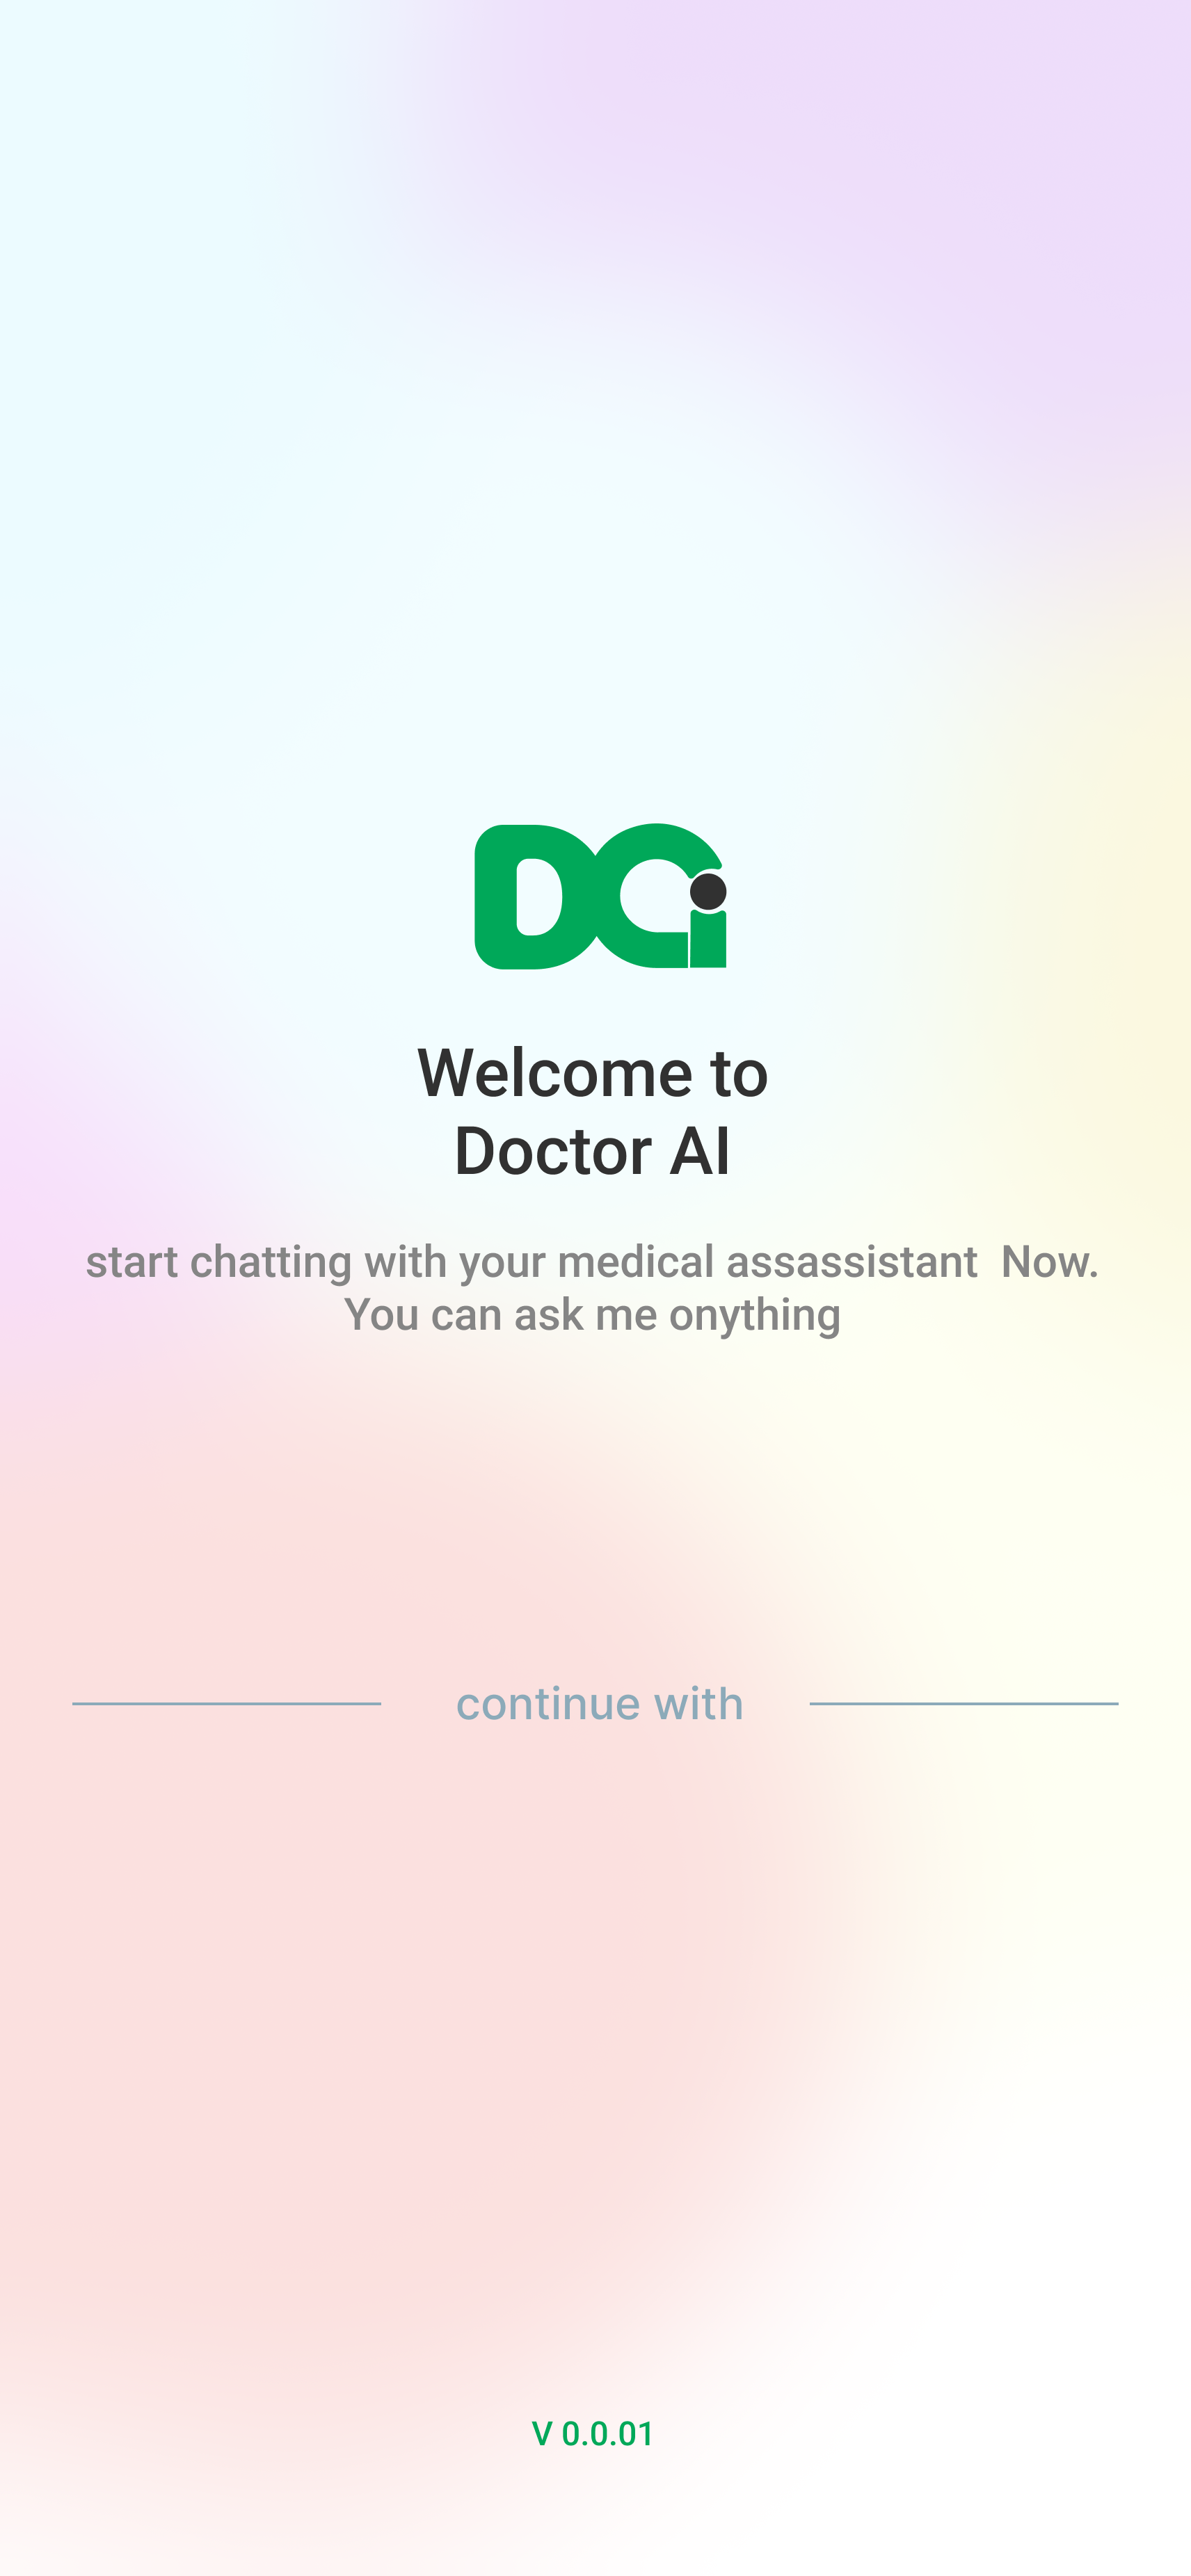 DCi
Welcome to
Doctor AI
start chatting with your medical assassistant  Now.
You can ask me onything
continue with
V 0.0.01